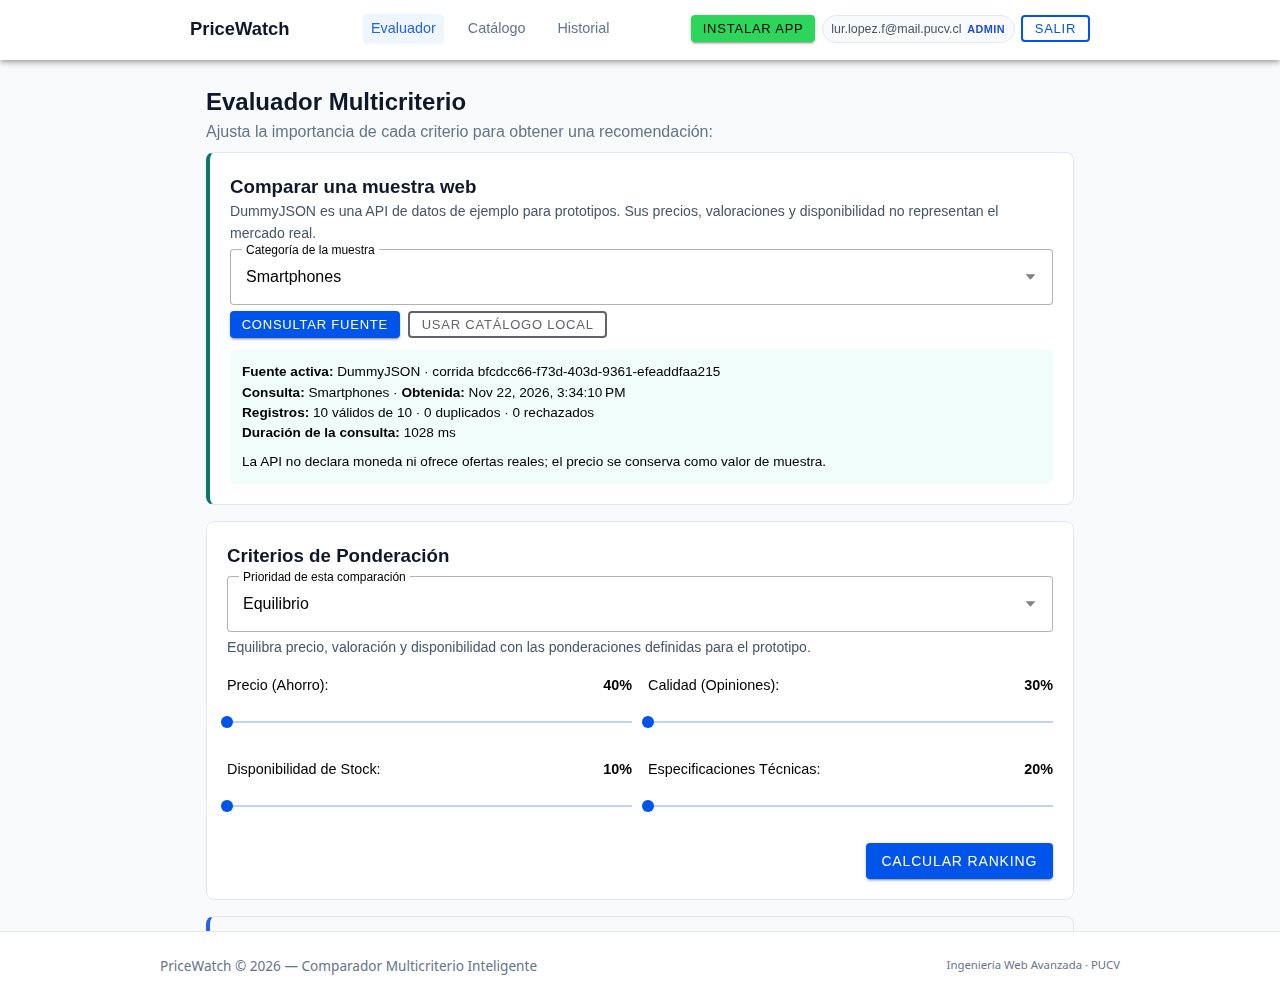 PriceWatch
Evaluador
Catálogo
Historial
INSTALAR APP
lur.lopez.f@mail.pucv.cl ADMIN
SALIR
Evaluador Multicriterio
Ajusta la importancia de cada criterio para obtener una recomendación:
Comparar una muestra web
DummyJSON es una API de datos de ejemplo para prototipos. Sus precios, valoraciones y disponibilidad no representan el
mercado real.
Categoría de la muestra
Smartphones
CONSULTAR FUENTE
USAR CATÁLOGO LOCAL
Fuente activa: DummyJSON · corrida bfcdcc66-f73d-403d-9361-efeaddfaa215
Consulta: Smartphones · Obtenida: Nov 22, 2026, 3:34:10 PM
Registros: 10 válidos de 10 · 0 duplicados · 0 rechazados
Duración de la consulta: 1028 ms
La API no declara moneda ni ofrece ofertas reales; el precio se conserva como valor de muestra.
Criterios de Ponderación
Prioridad de esta comparación
Equilibrio
Equilibra precio, valoración y disponibilidad con las ponderaciones definidas para el prototipo.
Precio (Ahorro): 40%
Calidad (Opiniones): 30%
Disponibilidad de Stock: 10%
Especificaciones Técnicas: 20%
CALCULAR RANKING
PriceWatch © 2026 — Comparador Multicriterio Inteligente
Ingeniería Web Avanzada · PUCV